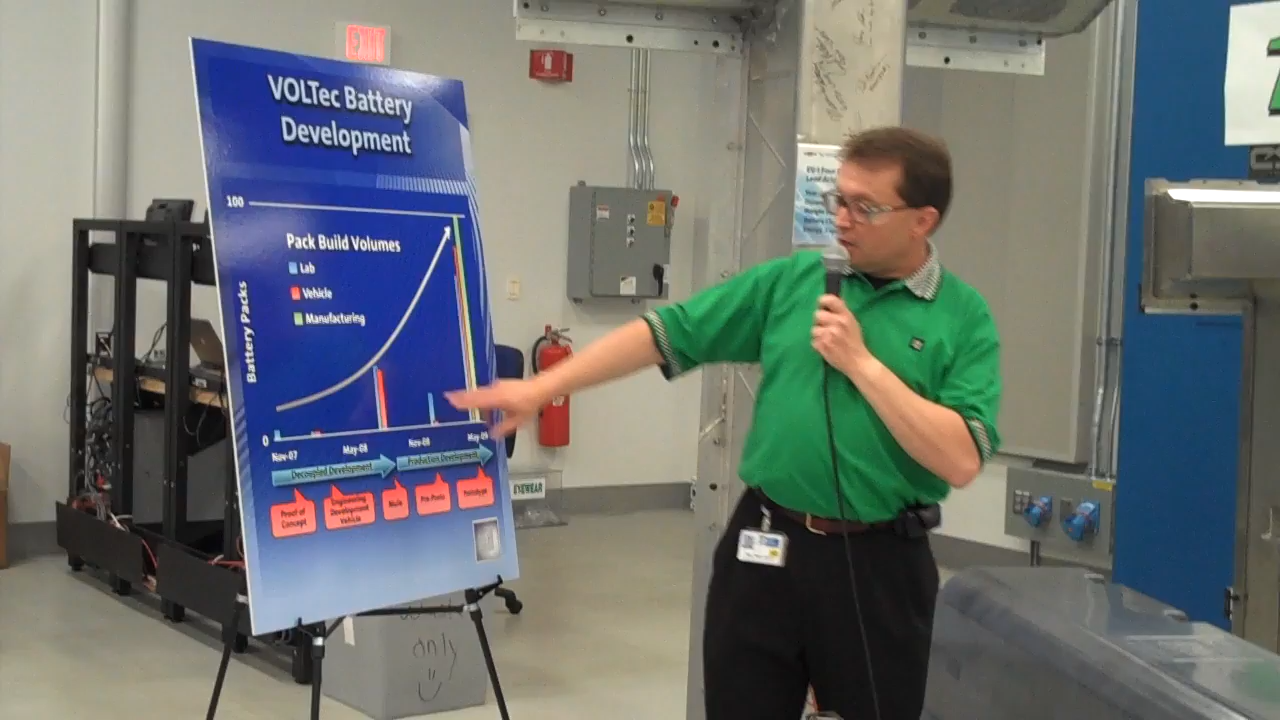 EXIT
VOLTec Battery
Development
100
Pack Build Volumes
Lab
Vehicle
Manufacturing
Battery Packs
0
Nov-07
May-08
Nov-08
May-09
Decoupled Development
Production Development
Proof of
Concept
Engineering
Development
Vehicle
Mule
Pre-Proto
Prototype
EYEWEAR
only